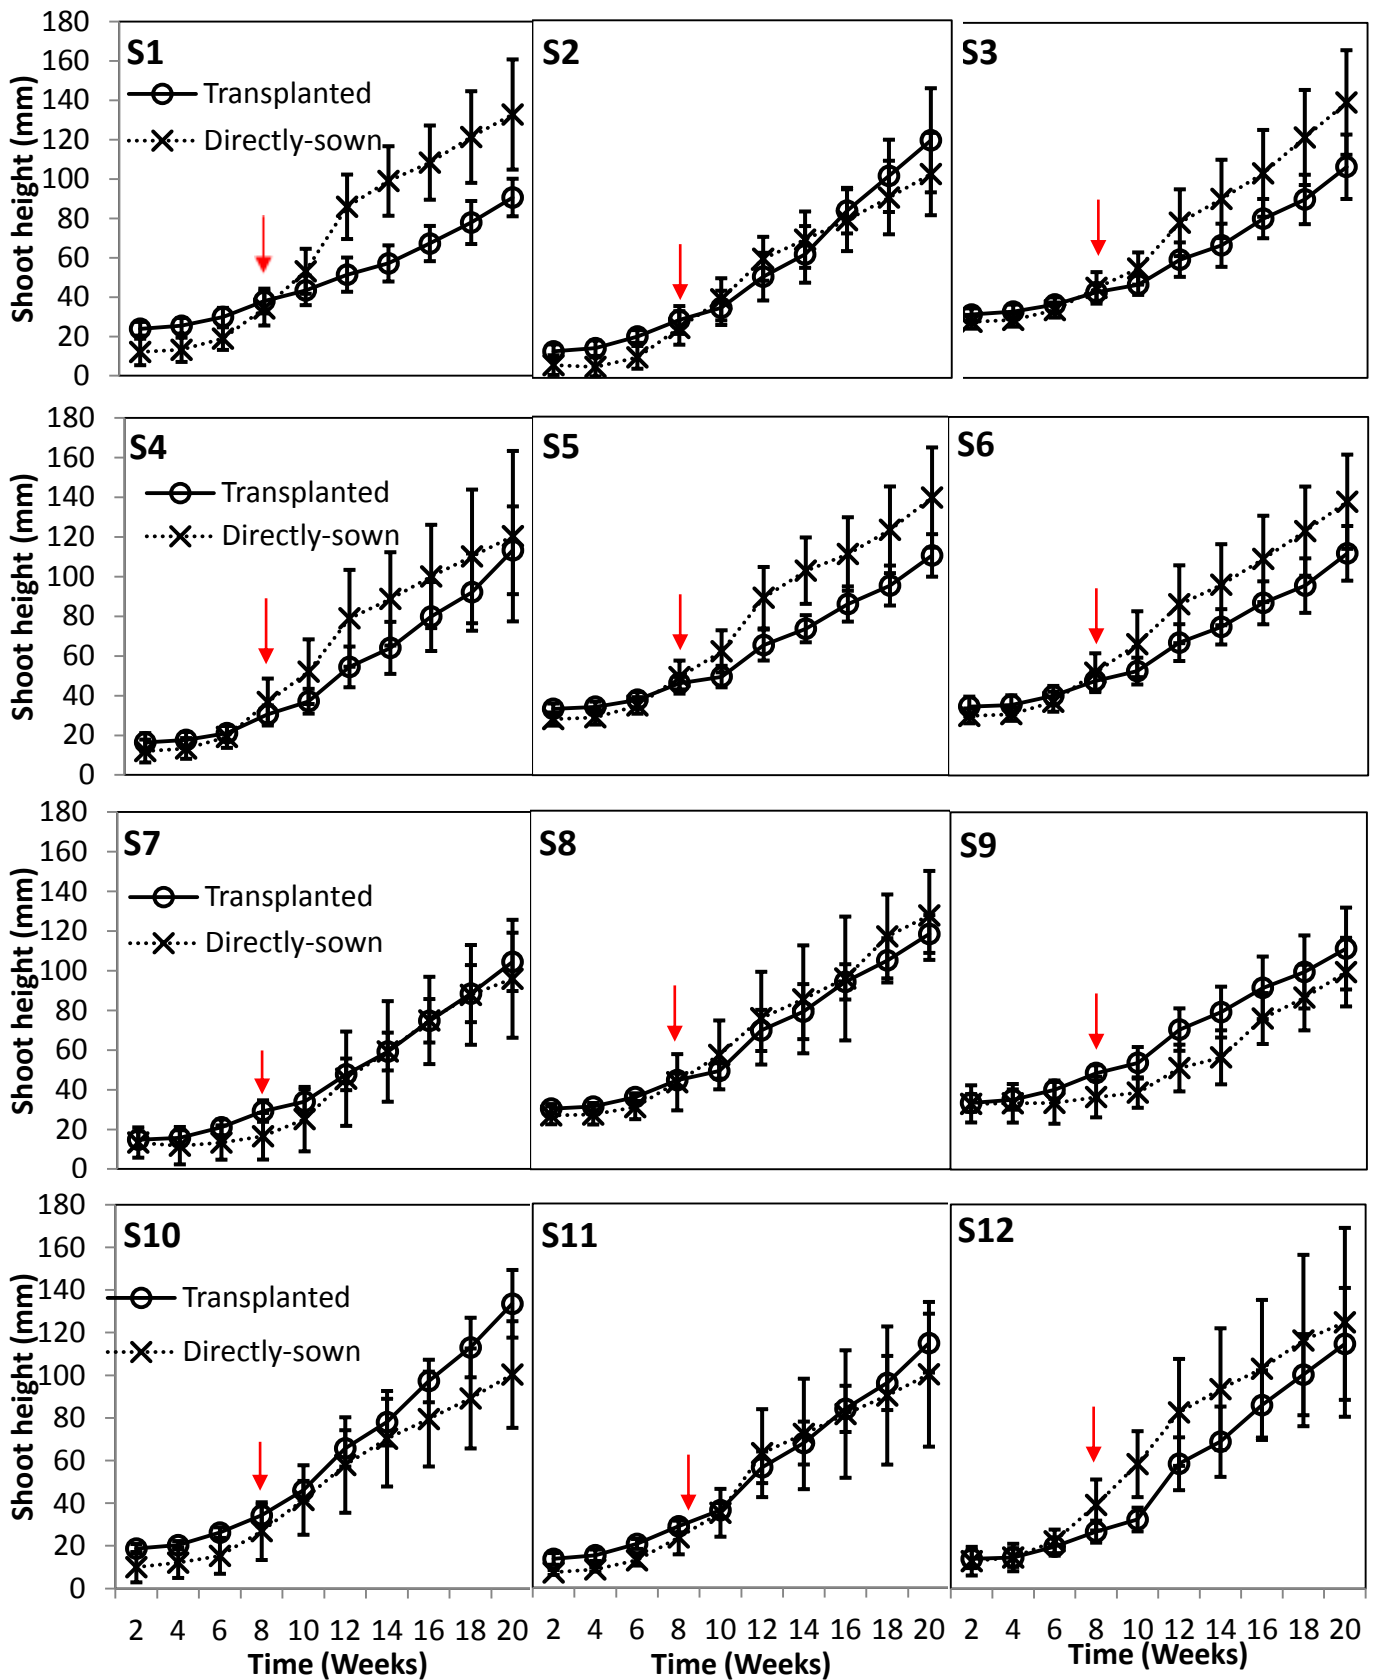 180
160
140
120
100
80
60
40
20
0
Shoot height (mm)
S1
Transplanted
Directly-sown
S2
S3
180
160
140
120
100
80
60
40
20
0
Shoot height (mm)
S4
Transplanted
Directly-sown
S5
S6
180
160
140
120
100
80
60
40
20
0
Shoot height (mm)
S7
Transplanted
Directly-sown
S8
S9
180
160
140
120
100
80
60
40
20
0
Shoot height (mm)
S10
Transplanted
Directly-sown
S11
S12
2 4 6 8 10 12 14 16 18 20
2 4 6 8 10 12 14 16 18 20
2 4 6 8 10 12 14 16 18 20
Time (Weeks)
Time (Weeks)
Time (Weeks)